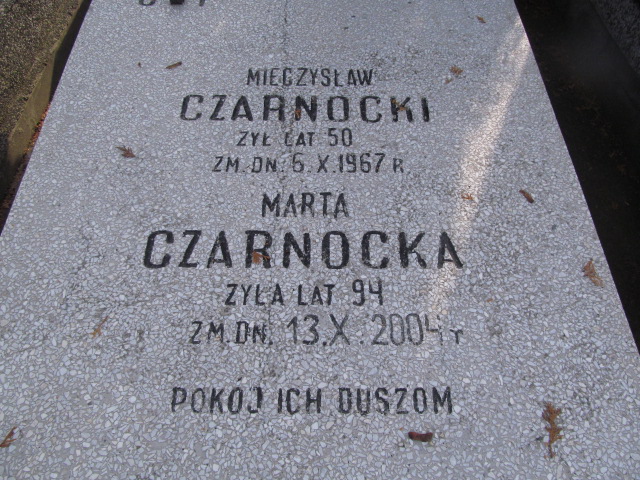 MIECZYSŁAW
CZARNOCKI
ŻYŁ LAT 50
ZM. DN. 6.X.1967 R.
MARTA
CZARNOCKA
ŻYŁA LAT 94
ZM. DN. 13.X.2004 r
POKÓJ ICH DUSZOM